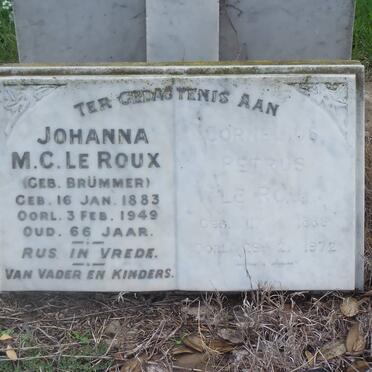 TER GEDAGTENIS AAN
JOHANNA
M.C. LE ROUX
(GEB. BRÜMMER)
GEB. 16 JAN. 1883
OORL. 3 FEB. 1949
OUD. 66 JAAR.
RUS IN VREDE.
VAN VADER EN KINDERS.
CORNELIUS
PETRUS
LE ROUX
1972